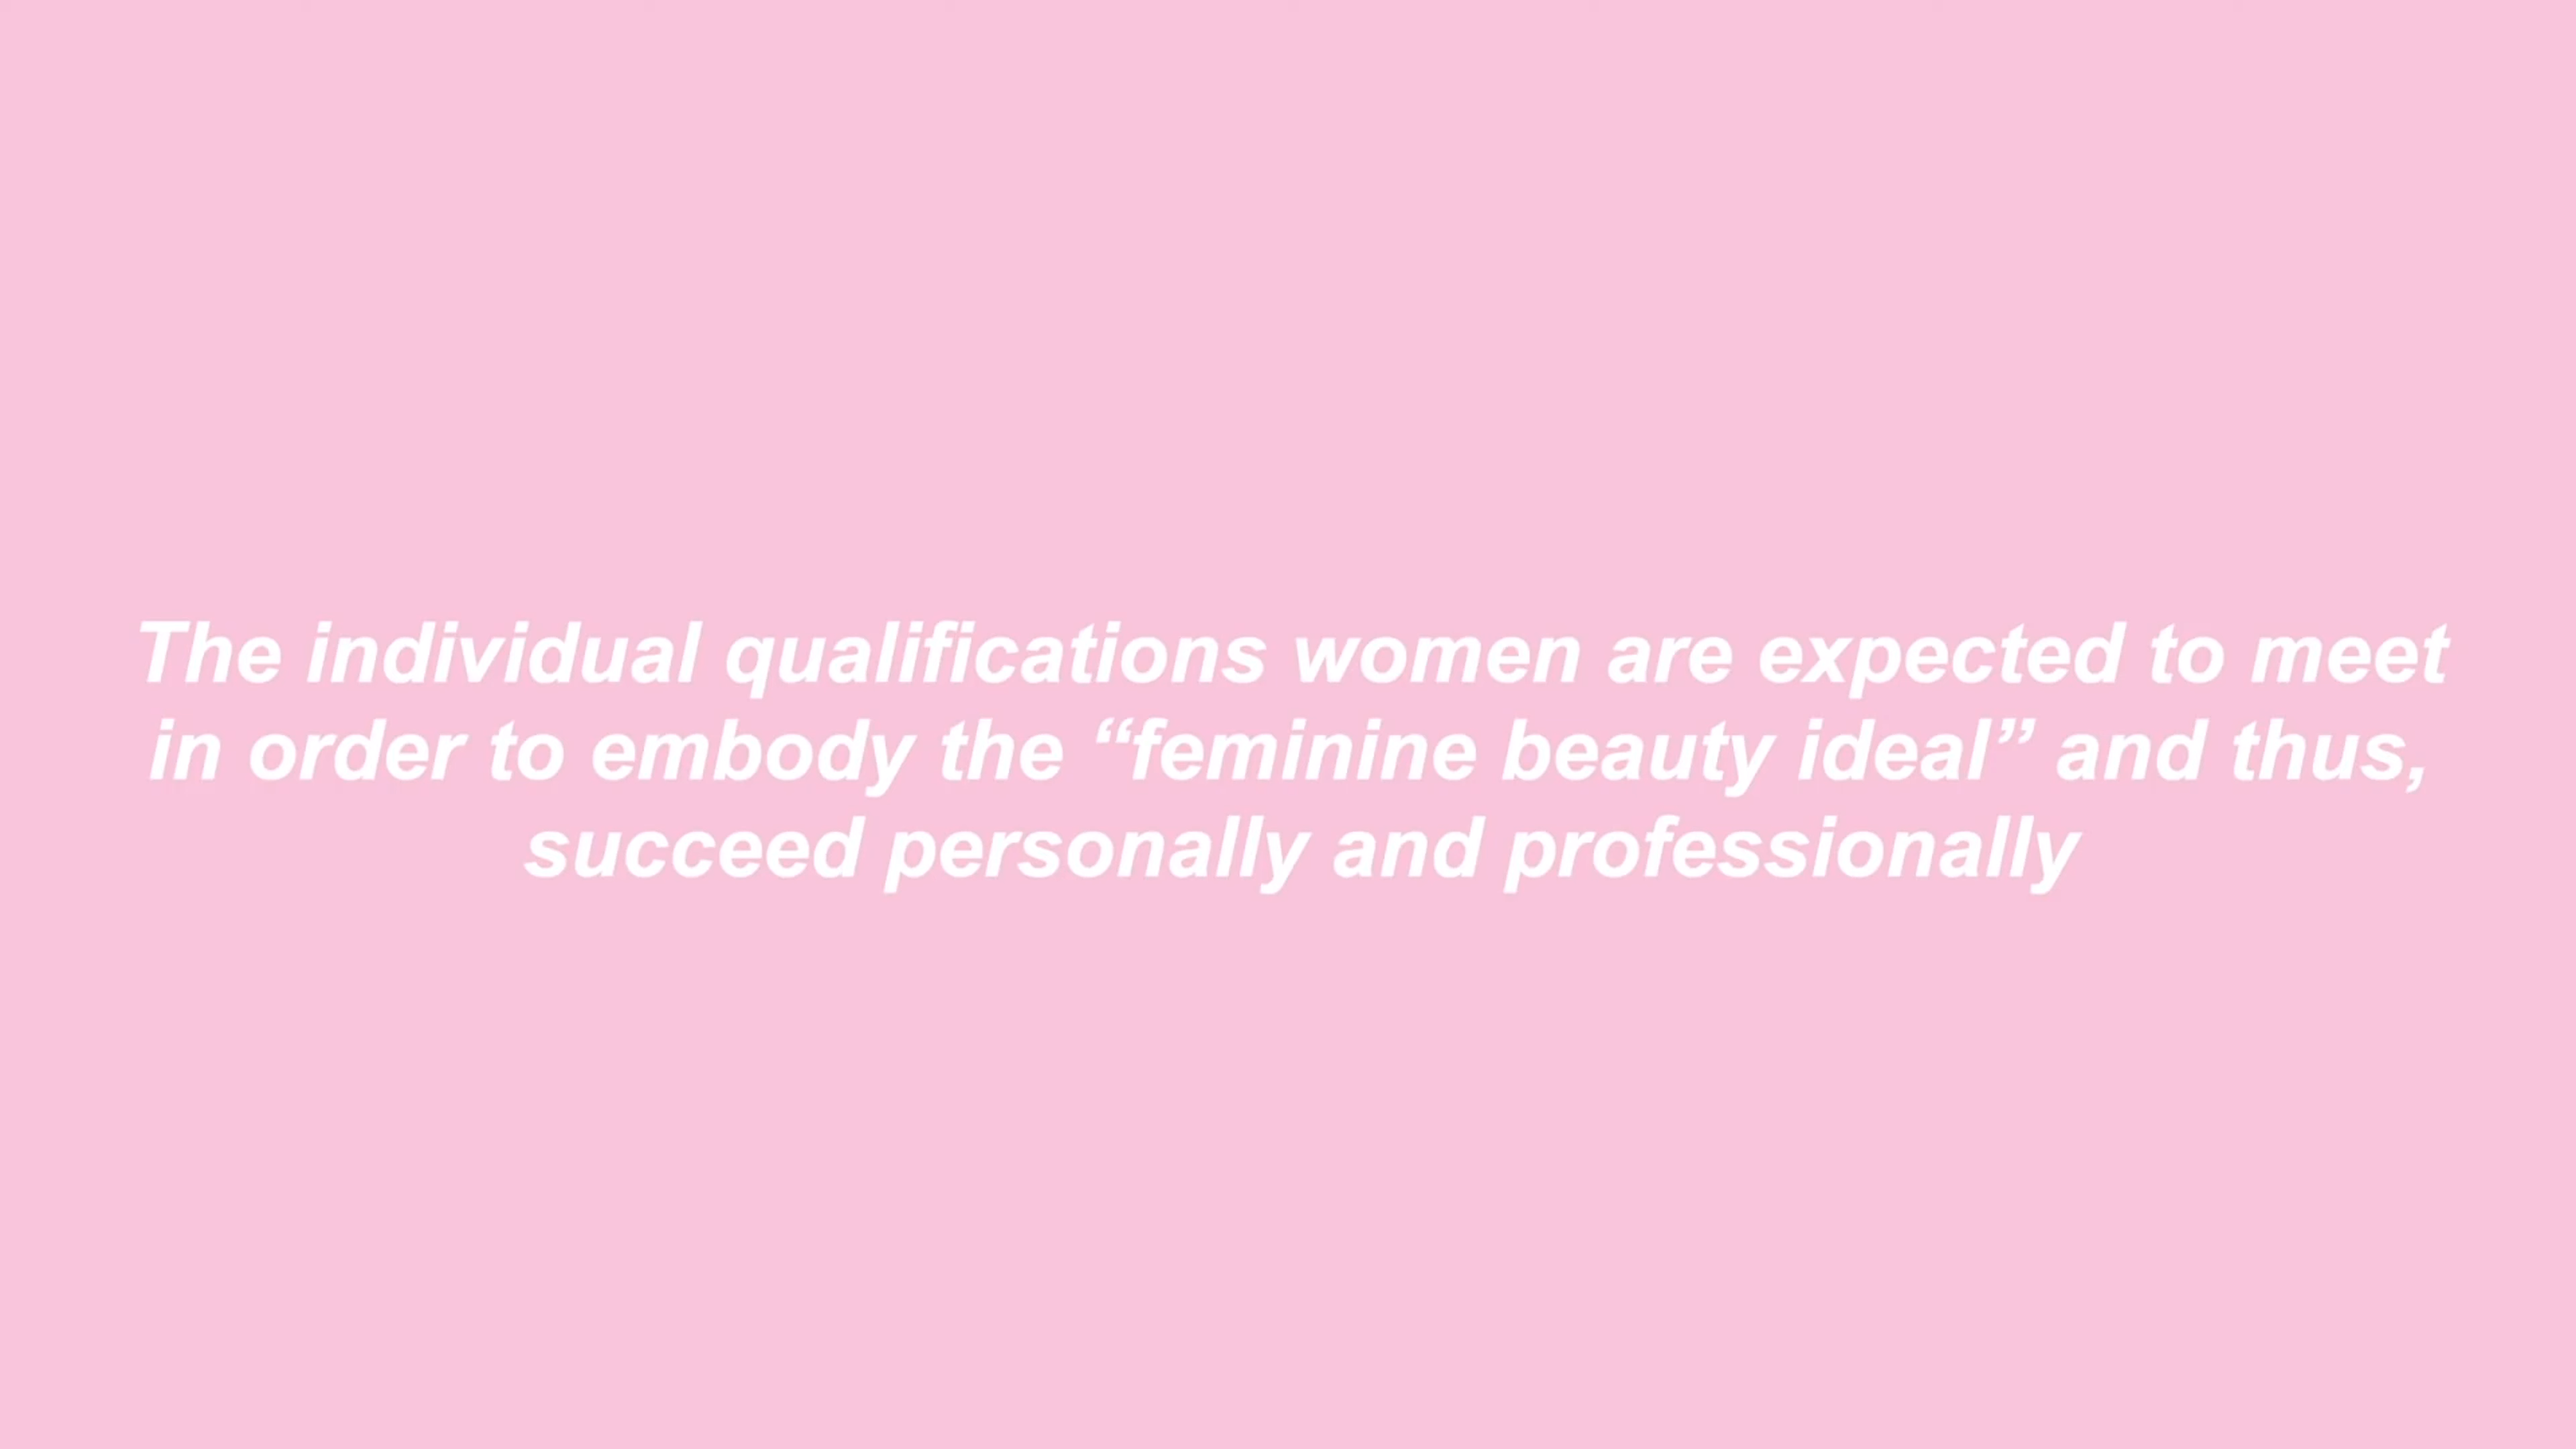 The individual qualifications women are expected to meet
in order to embody the “feminine beauty ideal” and thus,
succeed personally and professionally